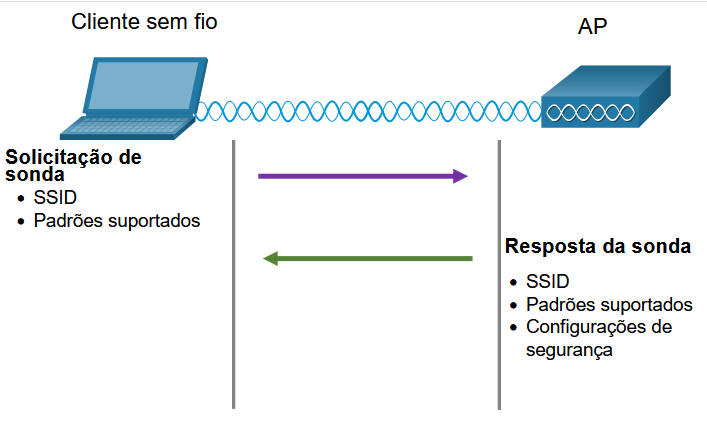 Cliente sem fio
AP
Solicitação de
sonda
• SSID
• Padrões suportados
Resposta da sonda
• SSID
• Padrões suportados
• Configurações de
segurança